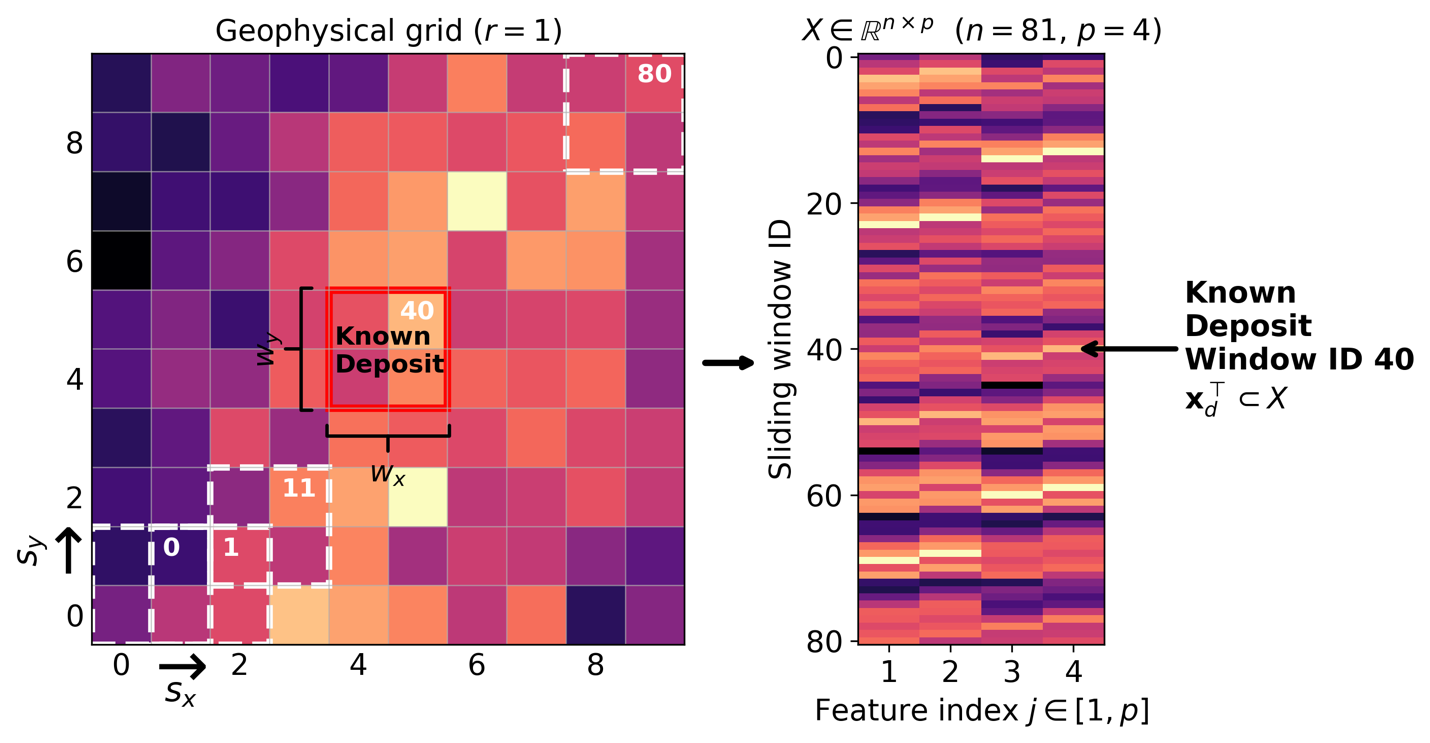 Geophysical grid (r = 1)
80
8
6
40
Known
Deposit
w_y
4
w_x
11
2
0
1
s_y
0
0 2 4 6 8
s_x
X ∈ ℝ^{n × p} (n = 81, p = 4)
0
20
40
60
80
Sliding window ID
1 2 3 4
Feature index j ∈ [1, p]
Known
Deposit
Window ID 40
𝐱_d^⊤ ⊂ X